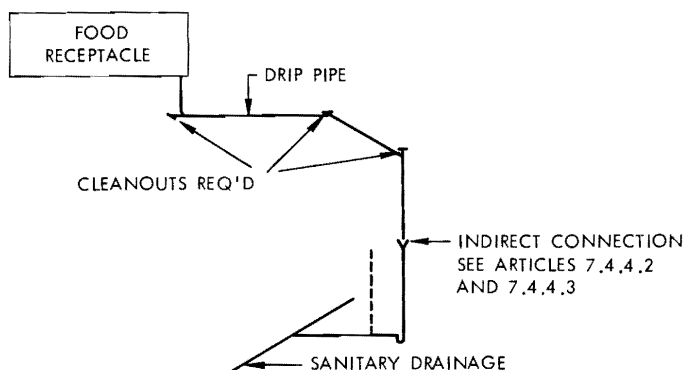 FOOD
RECEPTACLE
DRIP PIPE
CLEANOUTS REQ'D
INDIRECT CONNECTION
SEE ARTICLES 7.4.4.2
AND 7.4.4.3
SANITARY DRAINAGE